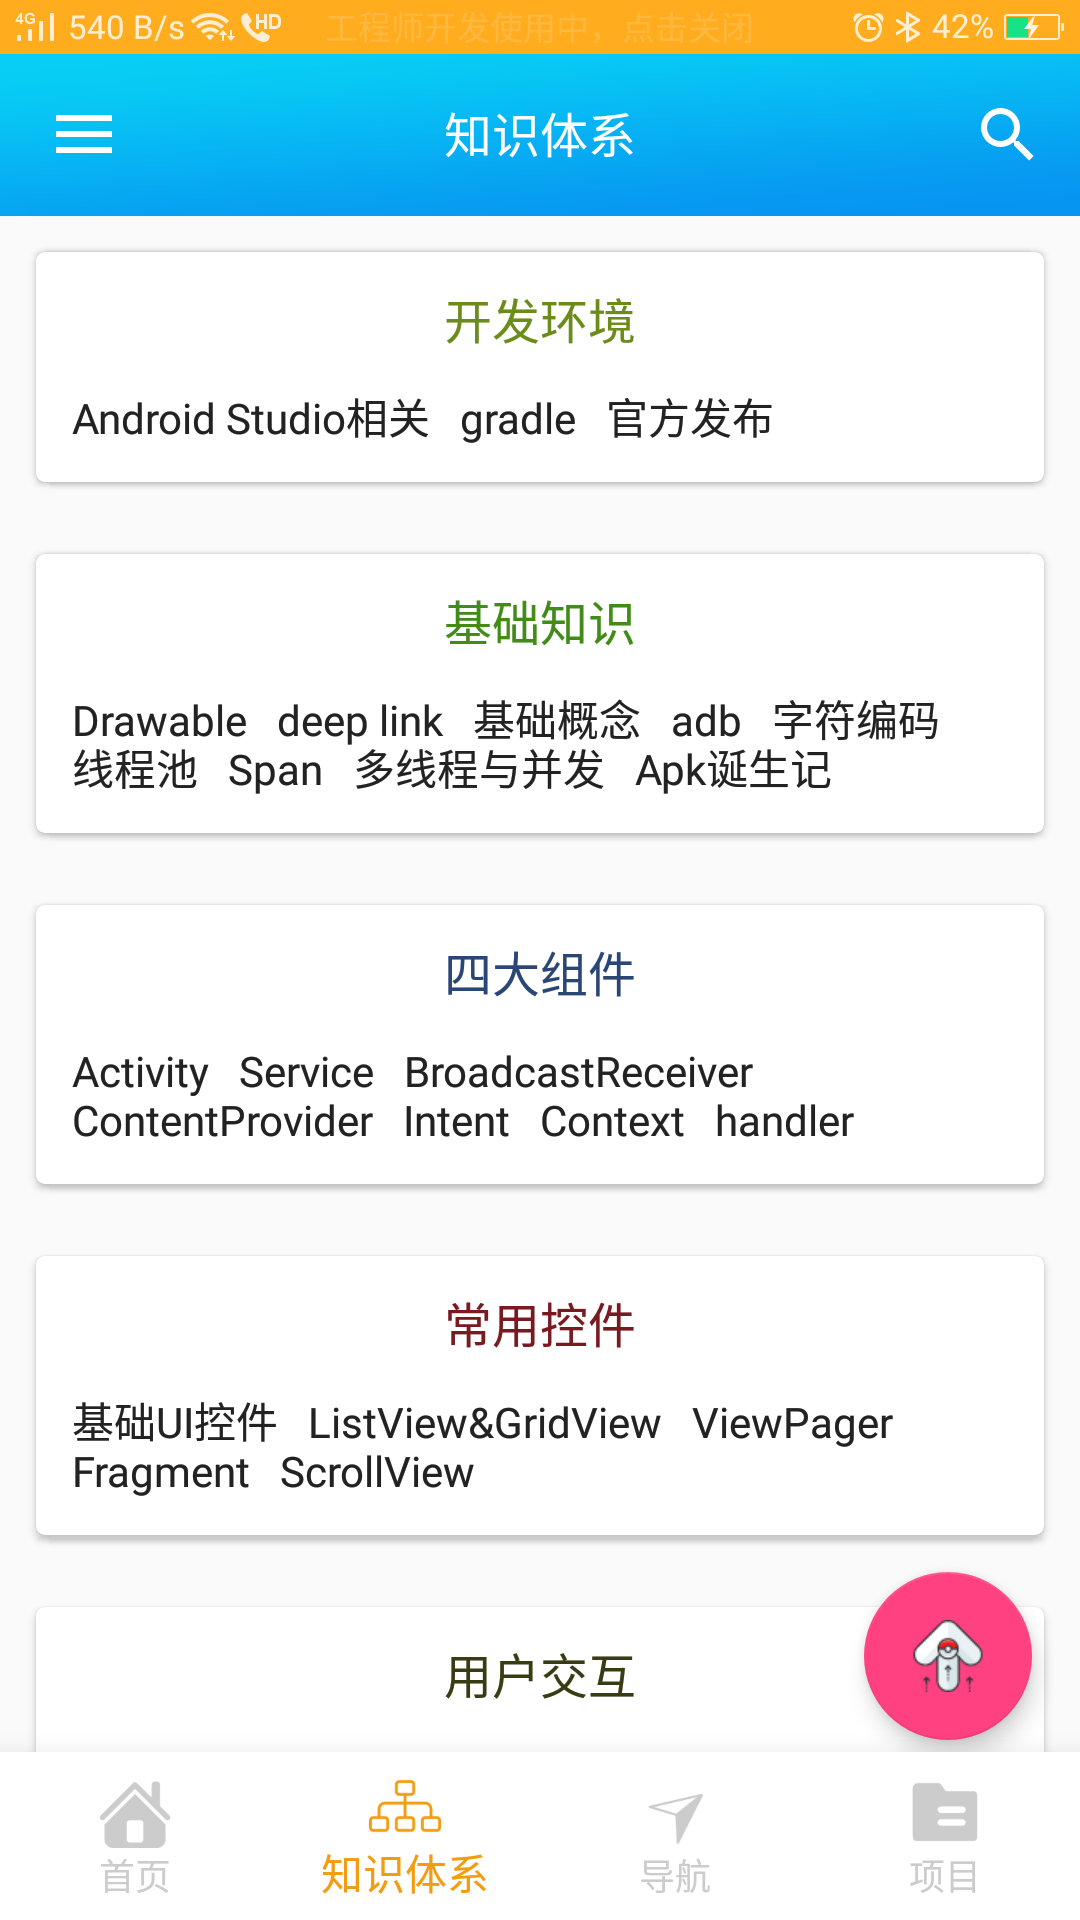 4G 540 B/s HD 工程师开发使用中，点击关闭 42%
知识体系
开发环境
Android Studio相关 gradle 官方发布
基础知识
Drawable deep link 基础概念 adb 字符编码
线程池 Span 多线程与并发 Apk诞生记
四大组件
Activity Service BroadcastReceiver
ContentProvider Intent Context handler
常用控件
基础UI控件 ListView&GridView ViewPager
Fragment ScrollView
用户交互
首页 知识体系 导航 项目